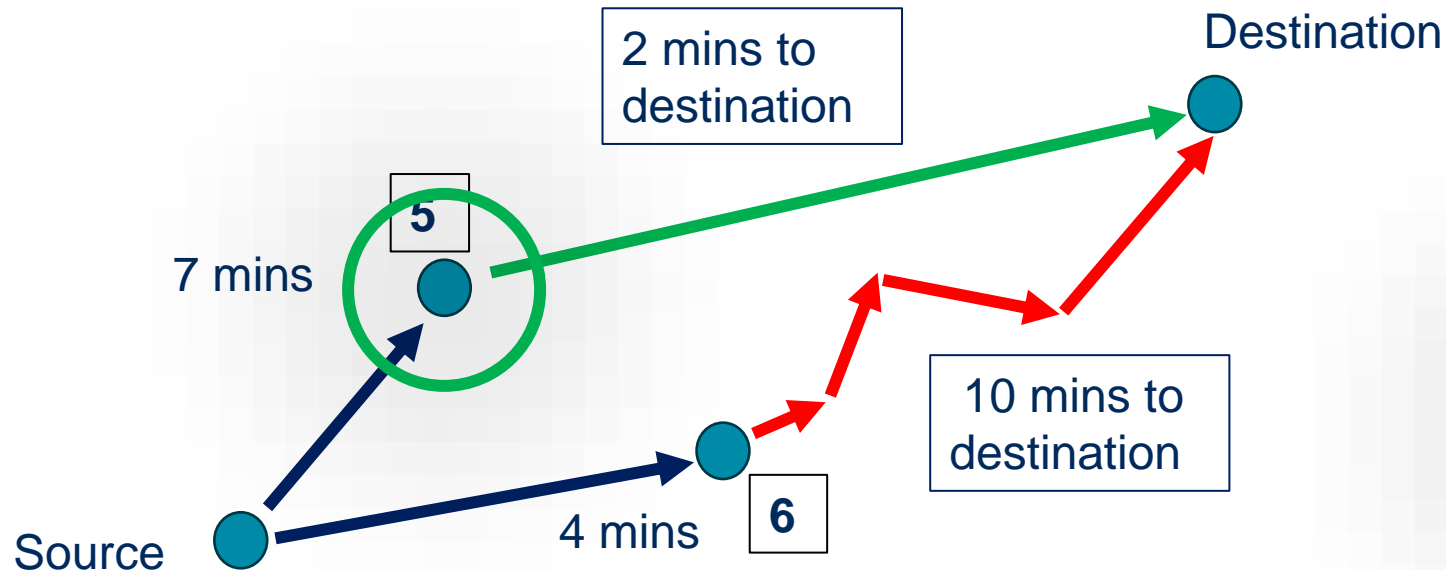 Destination
2 mins to
destination
5
7 mins
10 mins to
destination
6
4 mins
Source